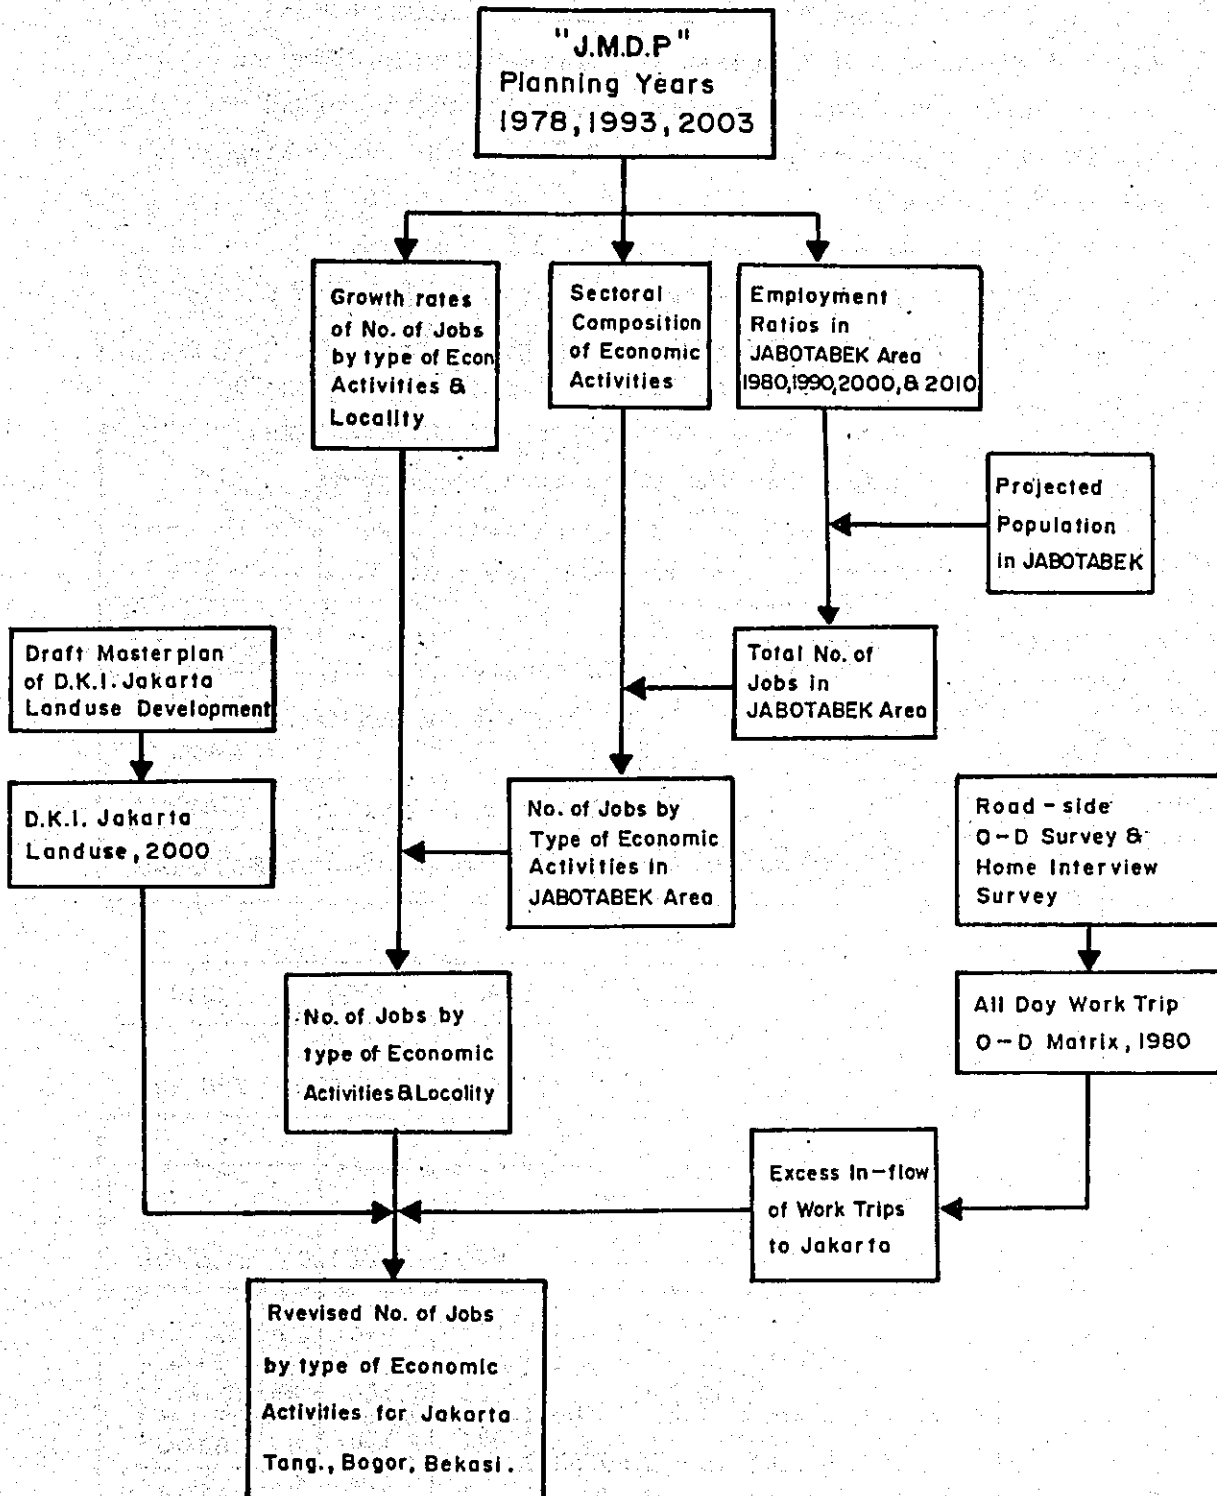 "J.M.D.P"
Planning Years
1978, 1993, 2003
Growth rates
of No. of Jobs
by type of Econ
Activities &
Locality
Sectoral
Composition
of Economic
Activities
Employment
Ratios in
JABOTABEK Area
1980,1990,2000,& 2010
Projected
Population
in JABOTABEK
Draft Masterplan
of D.K.I. Jakarta
Landuse Development
Total No. of
Jobs in
JABOTABEK Area
D.K.I. Jakarta
Landuse, 2000
No. of Jobs by
Type of Economic
Activities in
JABOTABEK Area
Road - side
O-D Survey &
Home Interview
Survey
No. of Jobs by
type of Economic
Activities & Locality
All Day Work Trip
O-D Matrix, 1980
Excess In-flow
of Work Trips
to Jakarta
Rvevised No. of Jobs
by type of Economic
Activities for Jakarta
Tang., Bogor, Bekasi.